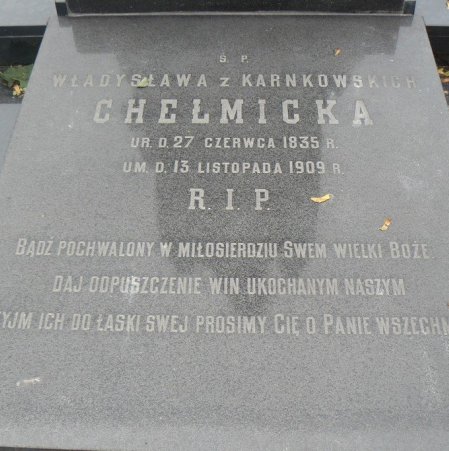 Ś. P.
WŁADYSŁAWA z KARNKOWSKICH
CHEŁMICKA
UR. D. 27 CZERWCA 1835 R.
UM. D. 13 LISTOPADA 1909 R.
R. I. P.
BĄDŹ POCHWALONY W MIŁOSIERDZIU SWEM WIELKI BOŻE
DAJ ODPUSZCZENIE WIN UKOCHANYM NASZYM
ICH DO ŁASKI SWEJ PROSIMY CIĘ O PANIE